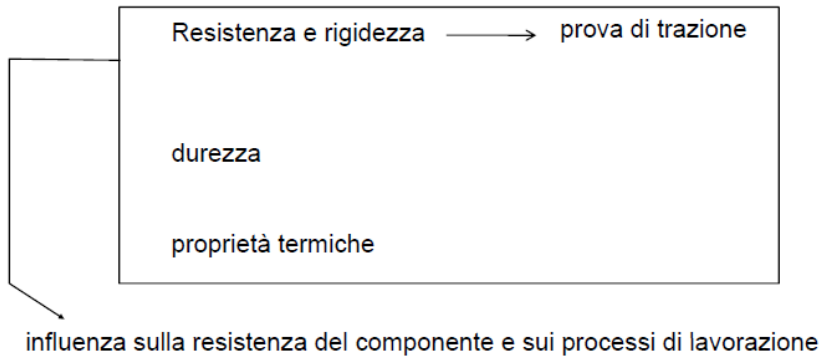 Resistenza e rigidezza prova di trazione
durezza
proprietà termiche
influenza sulla resistenza del componente e sui processi di lavorazione